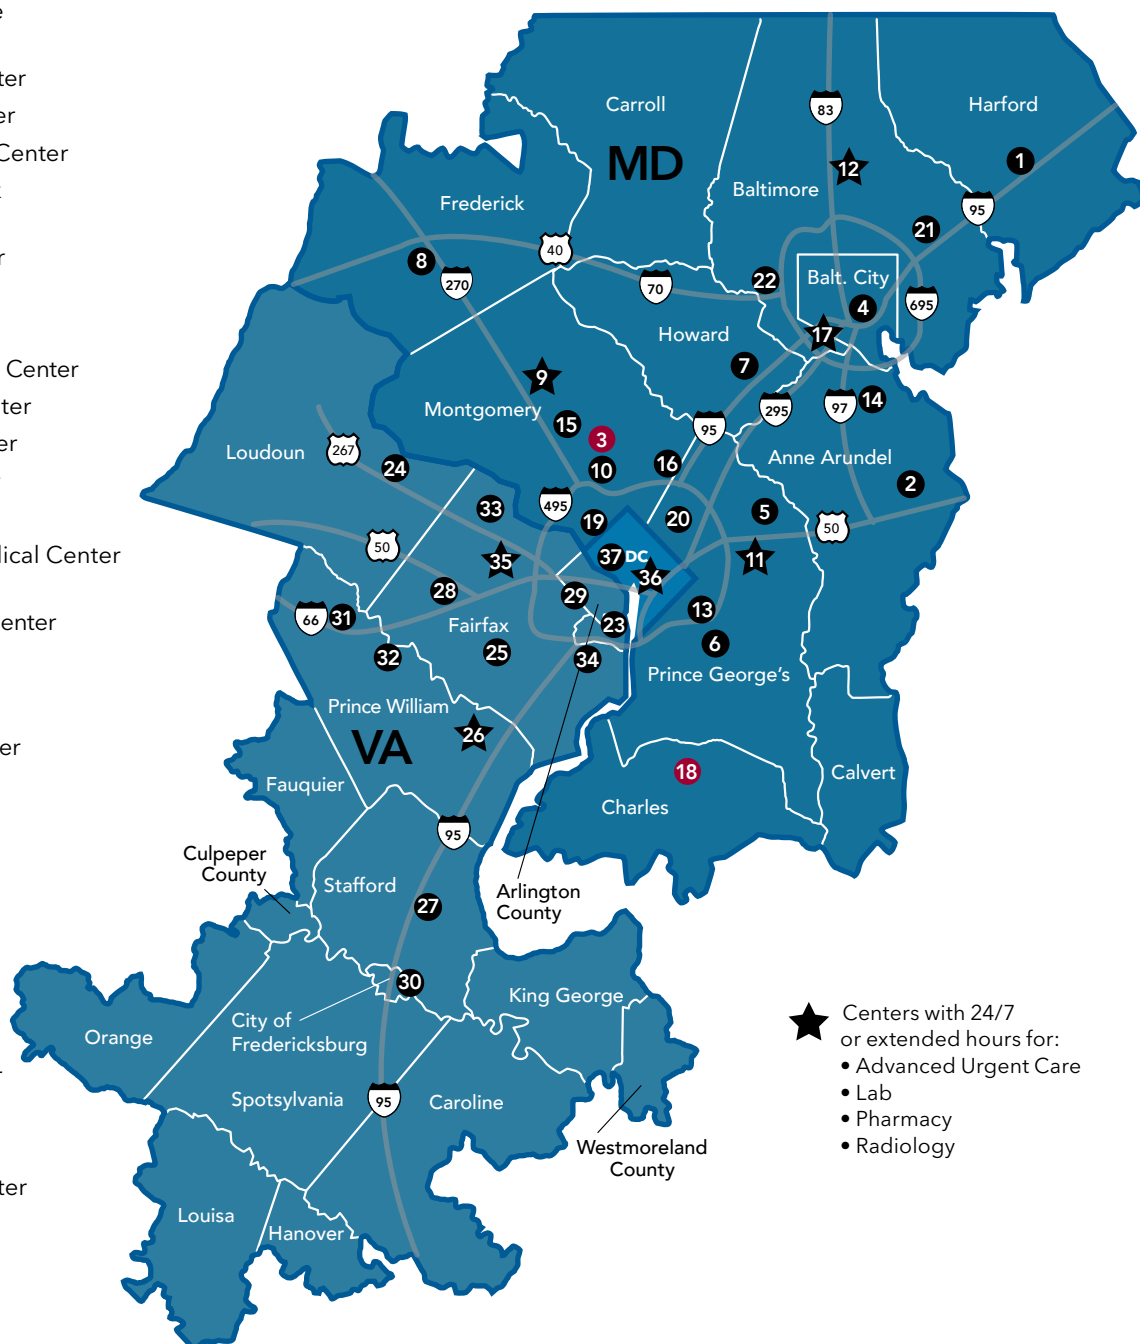 ter
er
Center
r
Center
ter
er
dical Center
enter
er
ter
Carroll
MD
83
Harford
1
12
Baltimore
Frederick
95
21
40
8
270
70
22
Balt. City
4
695
17
Howard
7
9
Montgomery
295
97
14
15
3
95
267
Loudoun
24
10
16
Anne Arundel
2
33
495
19
20
5
50
50
35
37
DC
36
11
28
29
13
66
31
Fairfax
23
6
32
25
34
Prince George's
Prince William
26
VA
18
Fauquier
Calvert
Charles
95
Culpeper
County
Stafford
Arlington
County
27
30
King George
City of
Fredericksburg
Orange
Spotsylvania
95
Caroline
Westmoreland
County
Louisa
Hanover
Centers with 24/7
or extended hours for:
• Advanced Urgent Care
• Lab
• Pharmacy
• Radiology